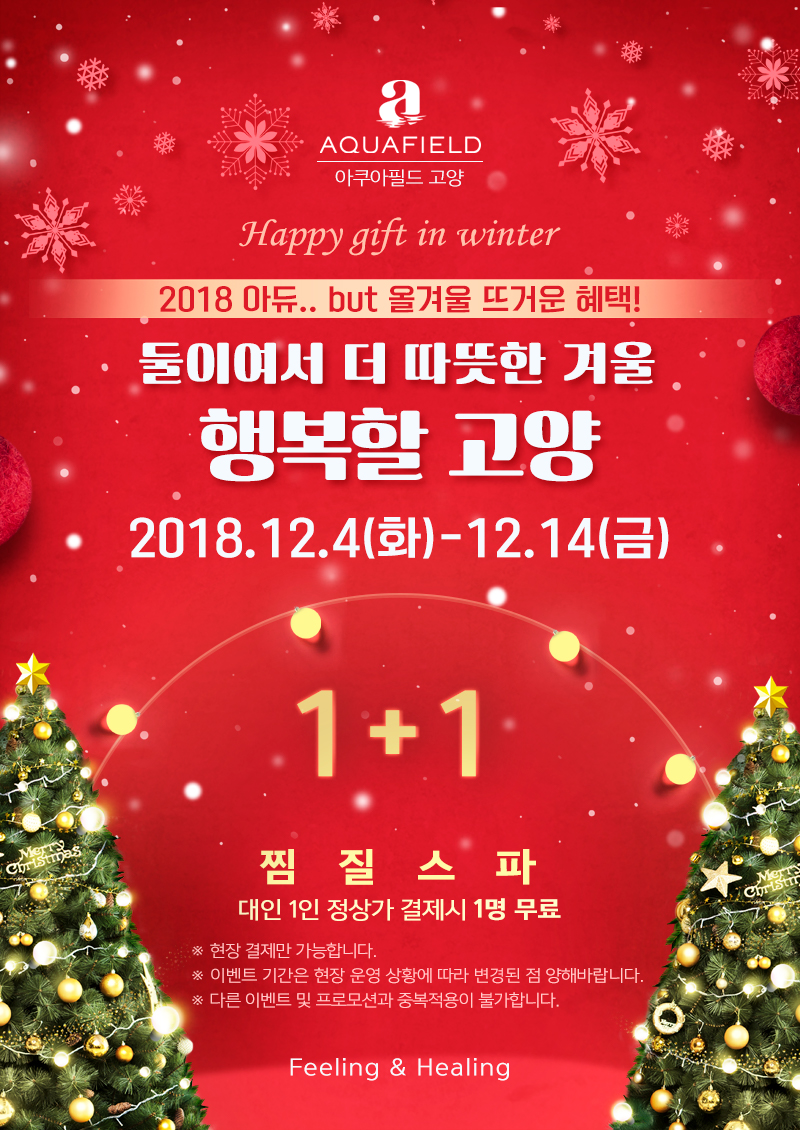 a
AQUAFIELD
아쿠아필드 고양
Happy gift in winter
2018 아듀.. but 올겨울 뜨거운 혜택!
둘이여서 더 따뜻한 겨울
행복할 고양
2018.12.4(화)-12.14(금)
1+1
찜 질 스 파
대인 1인 정상가 결제시 1명 무료
※ 현장 결제만 가능합니다.
※ 이벤트 기간은 현장 운영 상황에 따라 변경된 점 양해바랍니다.
※ 다른 이벤트 및 프로모션과 중복적용이 불가합니다.
Feeling & Healing
Merry
Christmas
Merry
Christmas